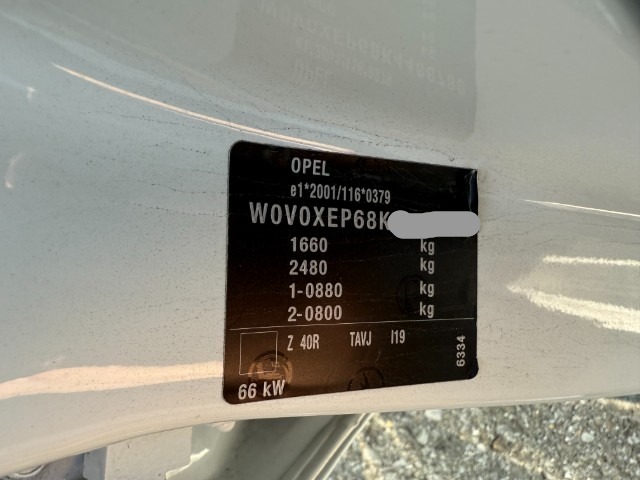 OPEL
e1*2001/116*0379
W0V0XEP68K
1660 kg
2480 kg
1-0880 kg
2-0800 kg
Z 40R TAVJ I19
6334
66 kW